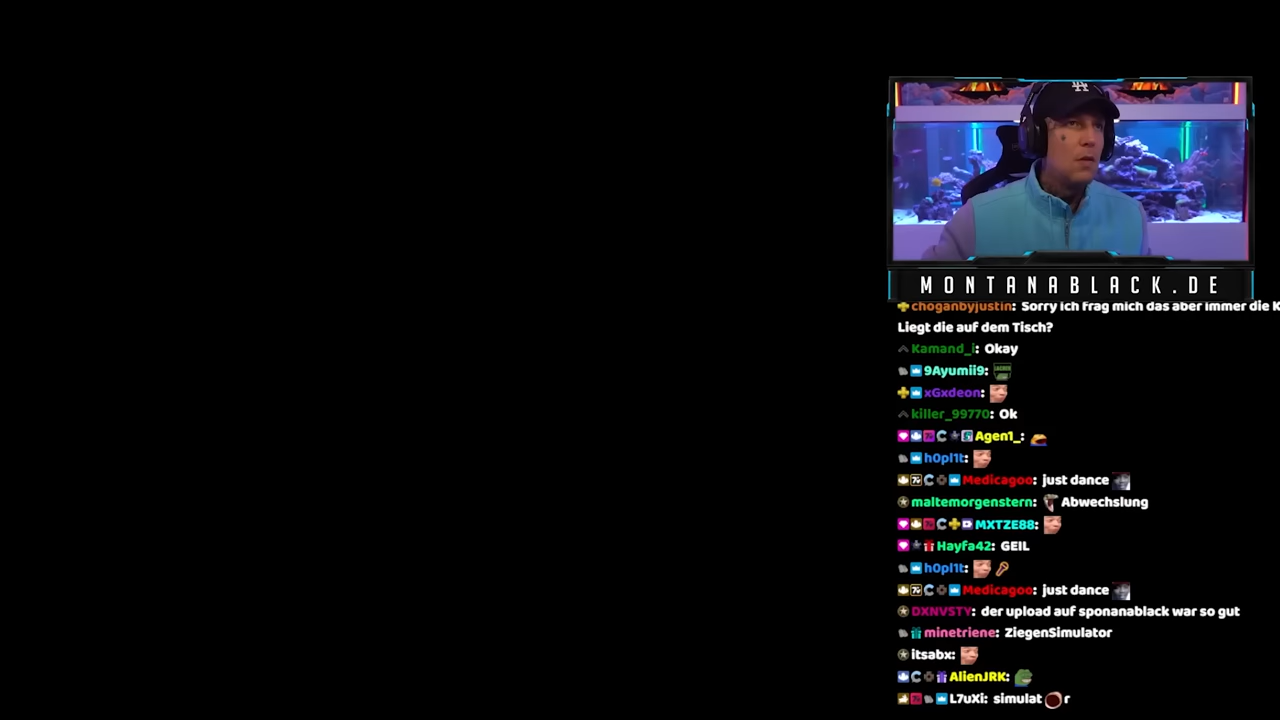 LA
MONTANABLACK.DE
choganbyjustin: Sorry ich frag mich das aber immer die K
Liegt die auf dem Tisch?
Kamand_i: Okay
9Ayumii9:
xGxdeon:
killer_99770: Ok
Agen1_:
h0pl1t:
Medicagoo: just dance
maltemorgenstern: Abwechslung
MXTZE88:
Hayfa42: GEIL
h0pl1t:
Medicagoo: just dance
DXNVSTY: der upload auf sponanablack war so gut
minetriene: ZiegenSimulator
itsabx:
AlienJRK:
L7uXi: simulat r